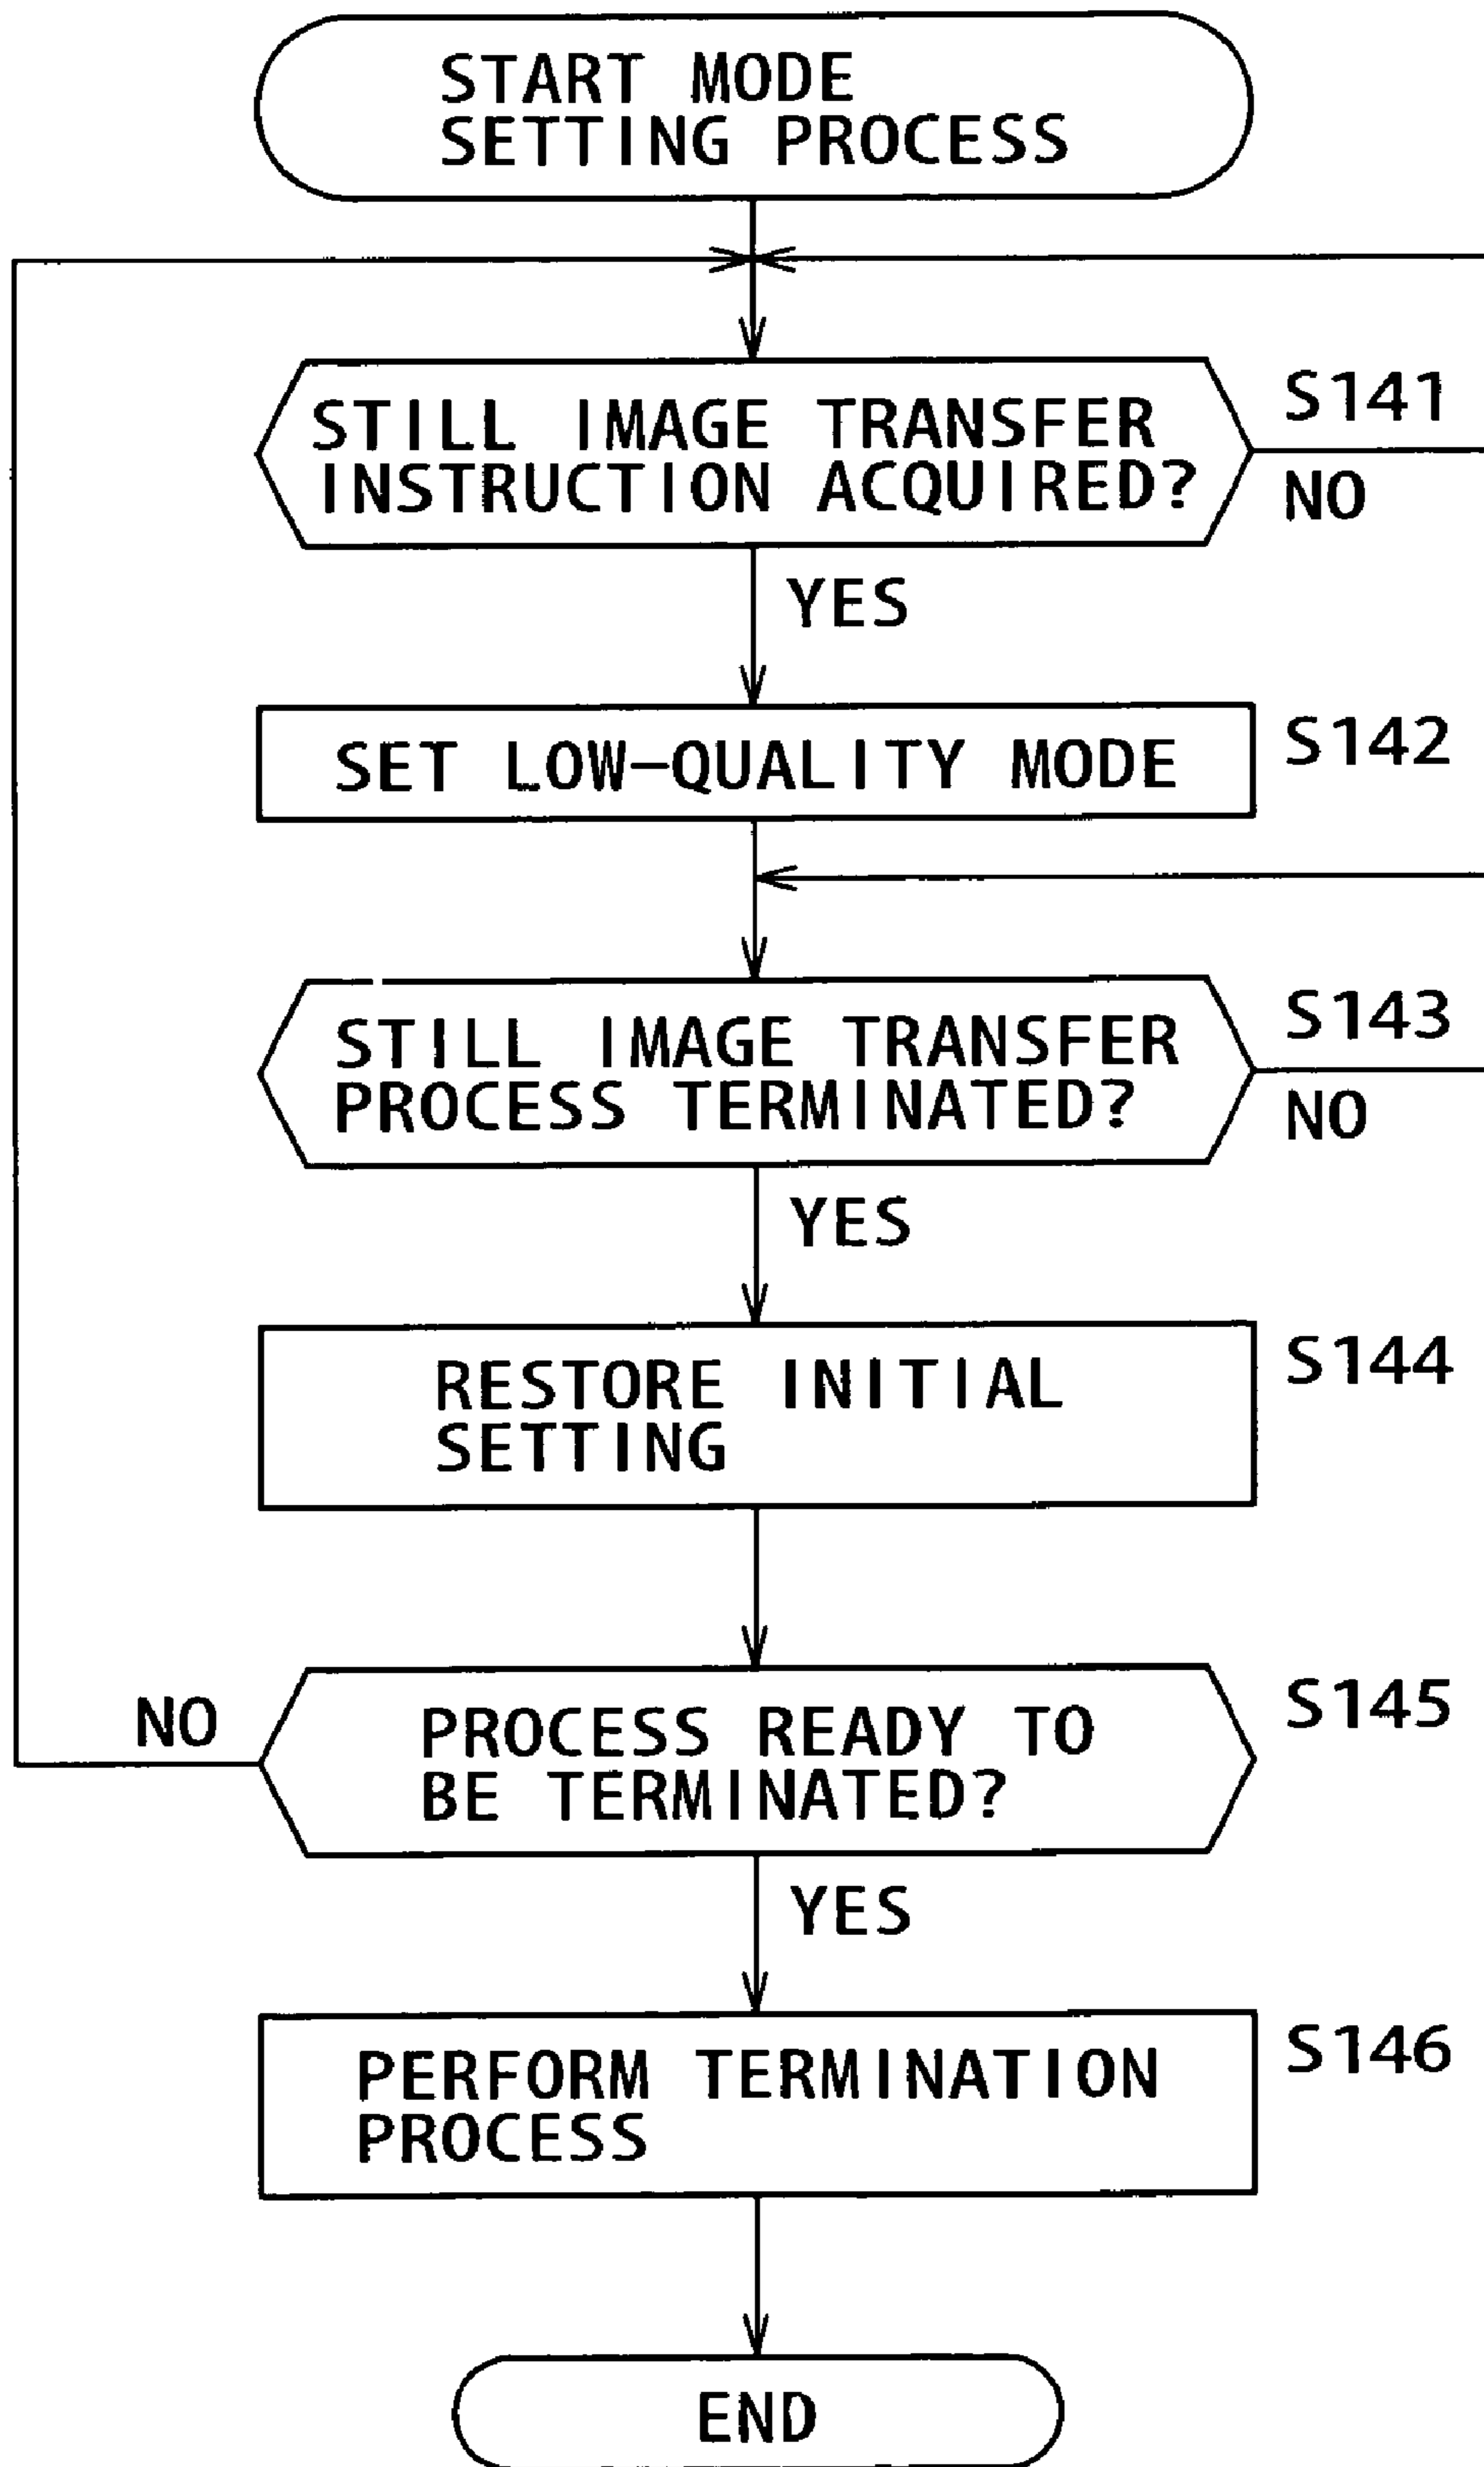 START MODE
SETTING PROCESS
STILL IMAGE TRANSFER
INSTRUCTION ACQUIRED?
S141
NO
YES
SET LOW-QUALITY MODE
S142
STILL IMAGE TRANSFER
PROCESS TERMINATED?
S143
NO
YES
RESTORE INITIAL
SETTING
S144
NO
PROCESS READY TO
BE TERMINATED?
S145
YES
PERFORM TERMINATION
PROCESS
S146
END